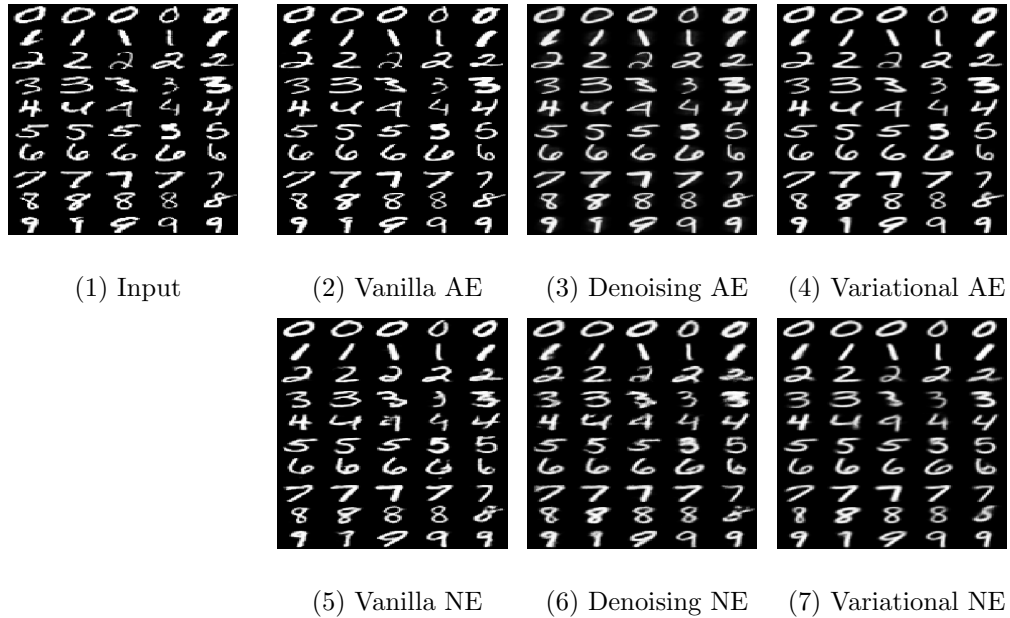 (1) Input
(2) Vanilla AE
(3) Denoising AE
(4) Variational AE
(5) Vanilla NE
(6) Denoising NE
(7) Variational NE